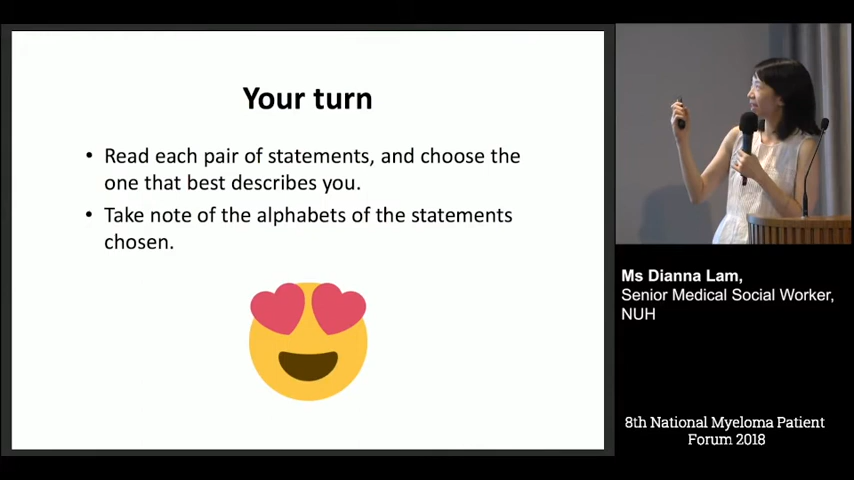 Your turn
• Read each pair of statements, and choose the
one that best describes you.
• Take note of the alphabets of the statements
chosen.
Ms Dianna Lam,
Senior Medical Social Worker,
NUH
8th National Myeloma Patient
Forum 2018